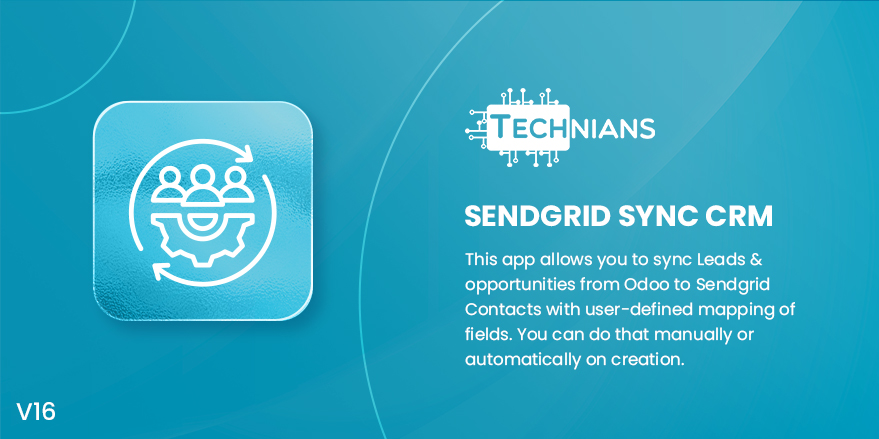 TECHNIANS
SENDGRID SYNC CRM
This app allows you to sync Leads &
opportunities from Odoo to Sendgrid
Contacts with user-defined mapping of
fields. You can do that manually or
automatically on creation.
V16